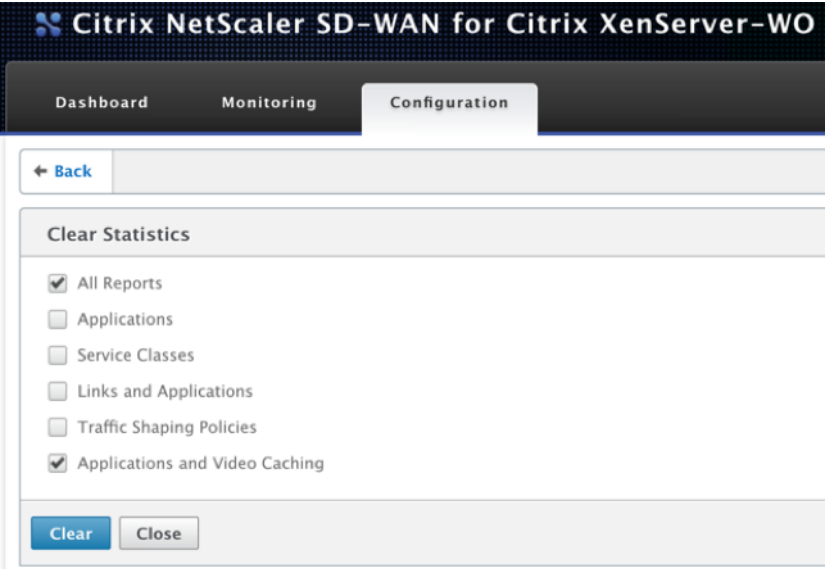 Citrix NetScaler SD-WAN for Citrix XenServer-WO
Dashboard Monitoring Configuration
Back
Clear Statistics
All Reports
Applications
Service Classes
Links and Applications
Traffic Shaping Policies
Applications and Video Caching
Clear Close